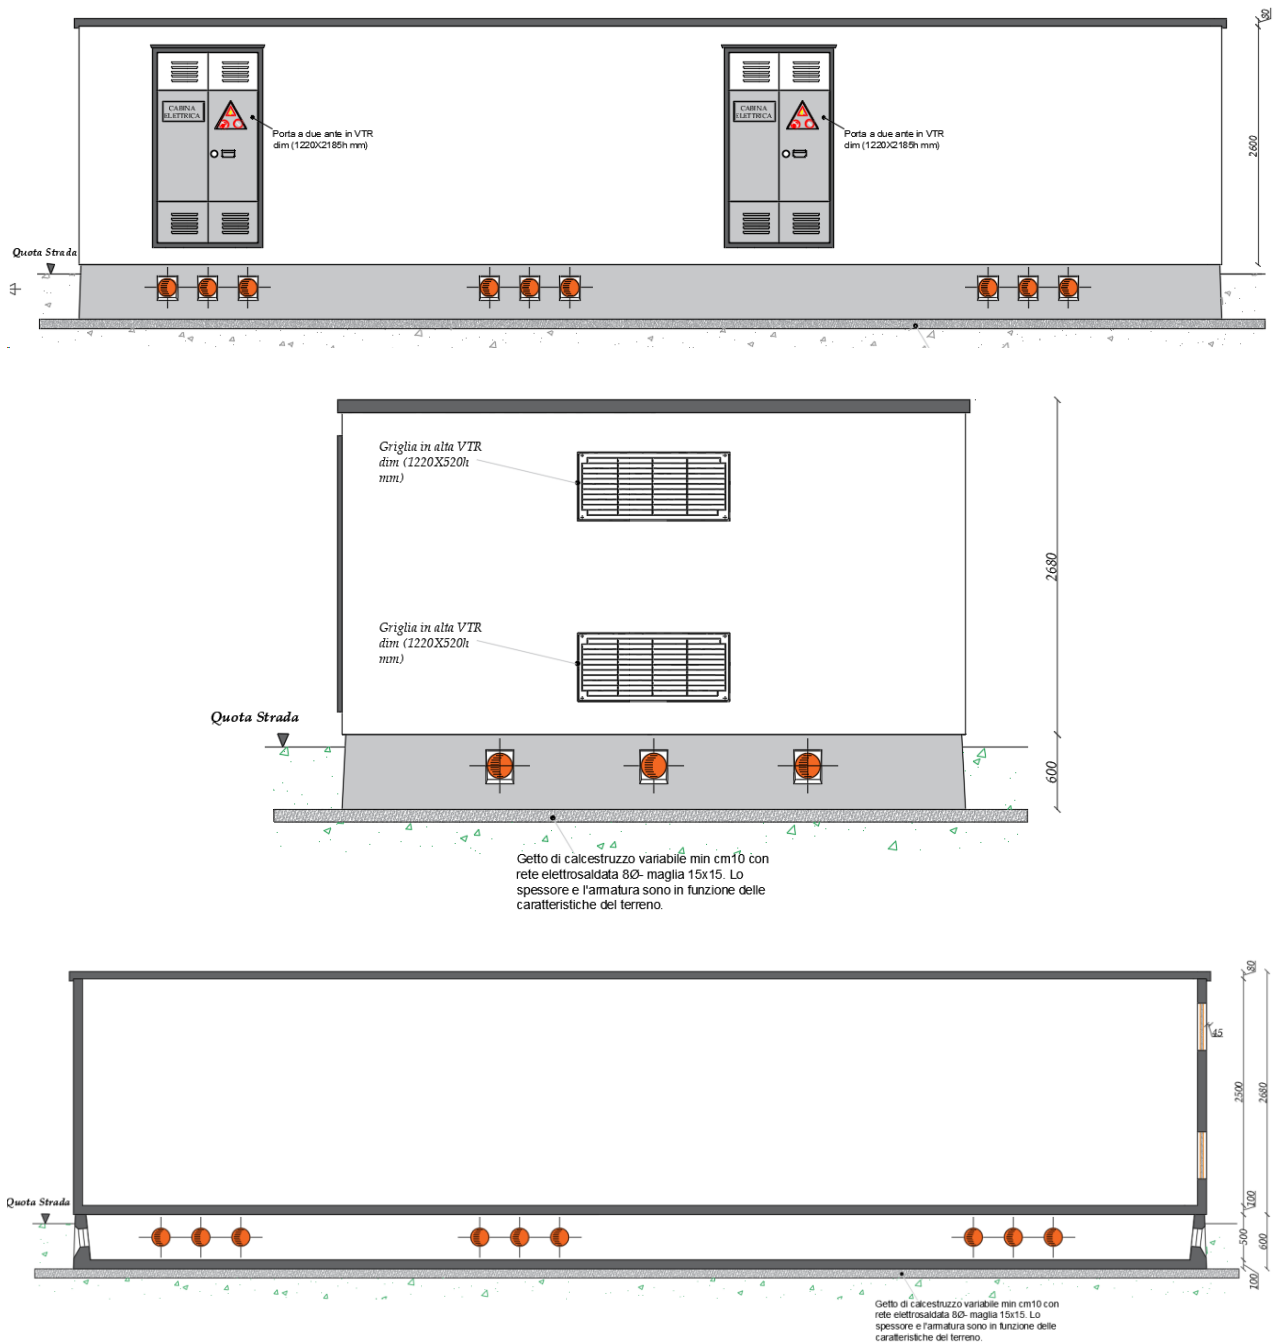 80
CABINA
ELETTRICA
CABINA
ELETTRICA
Porta a due ante in VTR
dim (1220X2185h mm)
Porta a due ante in VTR
dim (1220X2185h mm)
2600
Quota Strada
Griglia in alta VTR
dim (1220X520h
mm)
2680
Griglia in alta VTR
dim (1220X520h
mm)
Quota Strada
600
Getto di calcestruzzo variabile min cm10 con
rete elettrosaldata 8Ø- maglia 15x15. Lo
spessore e l'armatura sono in funzione delle
caratteristiche del terreno.
80
45
2500
2680
100
Quota Strada
500
600
100
Getto di calcestruzzo variabile min cm10 con
rete elettrosaldata 8Ø- maglia 15x15. Lo
spessore e l'armatura sono in funzione delle
caratteristiche del terreno.